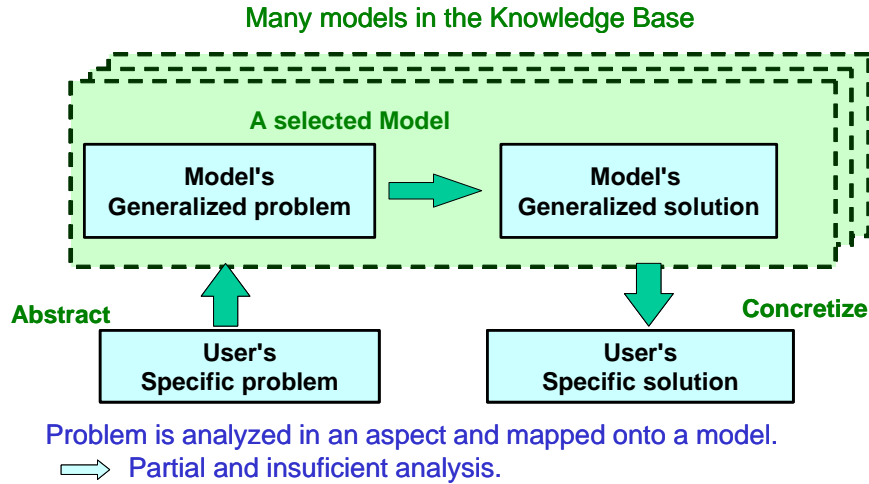 Many models in the Knowledge Base
A selected Model
Model's
Generalized problem
Model's
Generalized solution
Abstract
Concretize
User's
Specific problem
User's
Specific solution
Problem is analyzed in an aspect and mapped onto a model.
Partial and insuficient analysis.